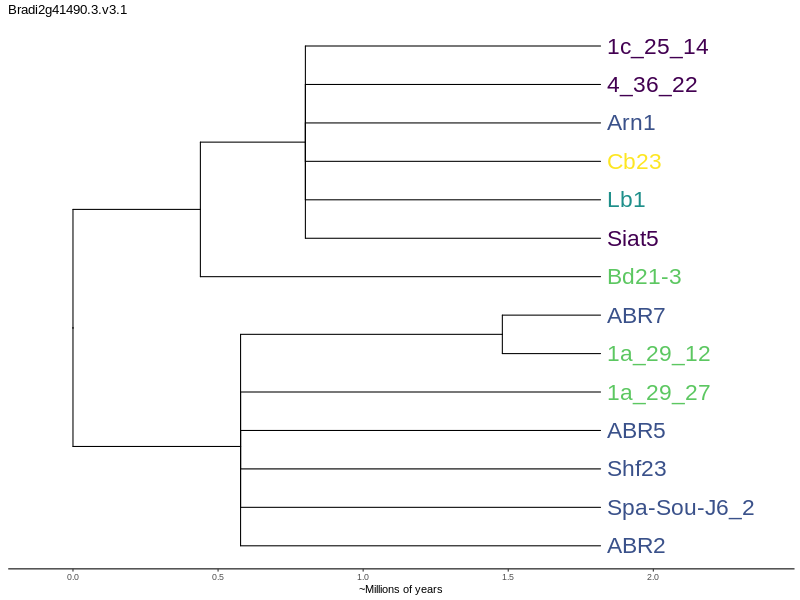 Bradi2g41490.3.v3.1
1c_25_14
4_36_22
Arn1
Cb23
Lb1
Siat5
Bd21-3
ABR7
1a_29_12
1a_29_27
ABR5
Shf23
Spa-Sou-J6_2
ABR2
0.0 0.5 1.0 1.5 2.0
~Millions of years